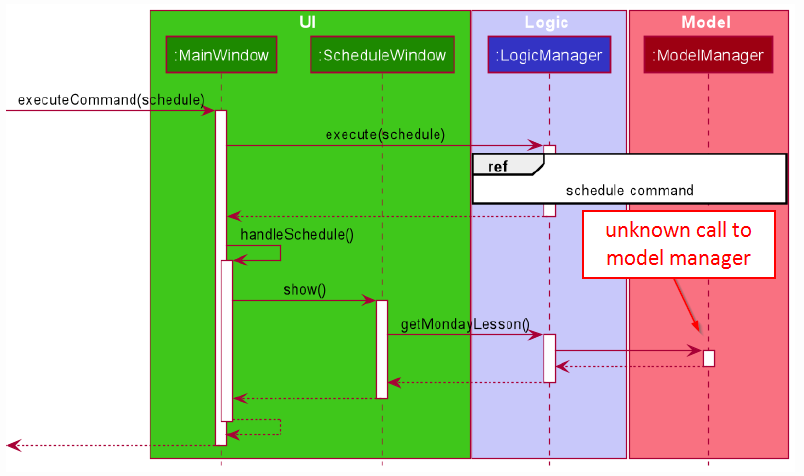 UI
Logic
Model
:MainWindow
:ScheduleWindow
:LogicManager
:ModelManager
executeCommand(schedule)
execute(schedule)
ref
schedule command
unknown call to
model manager
handleSchedule()
show()
getMondayLesson()